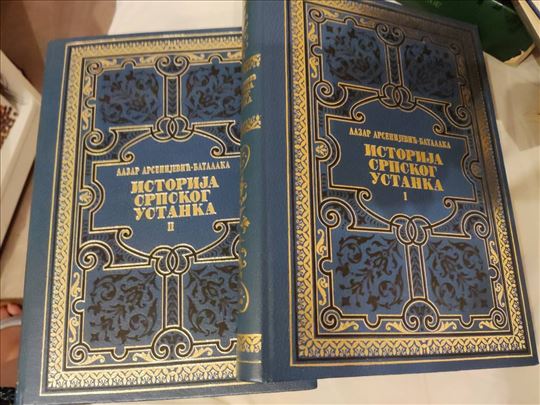 ЛАЗАР АРСЕНИЈЕВИЋ-БАТАЛАКА
ИСТОРИЈА
СРПСКОГ
УСТАНКА
II
ЛАЗАР АРСЕНИЈЕВИЋ-БАТАЛАКА
ИСТОРИЈА
СРПСКОГ
УСТАНКА
I